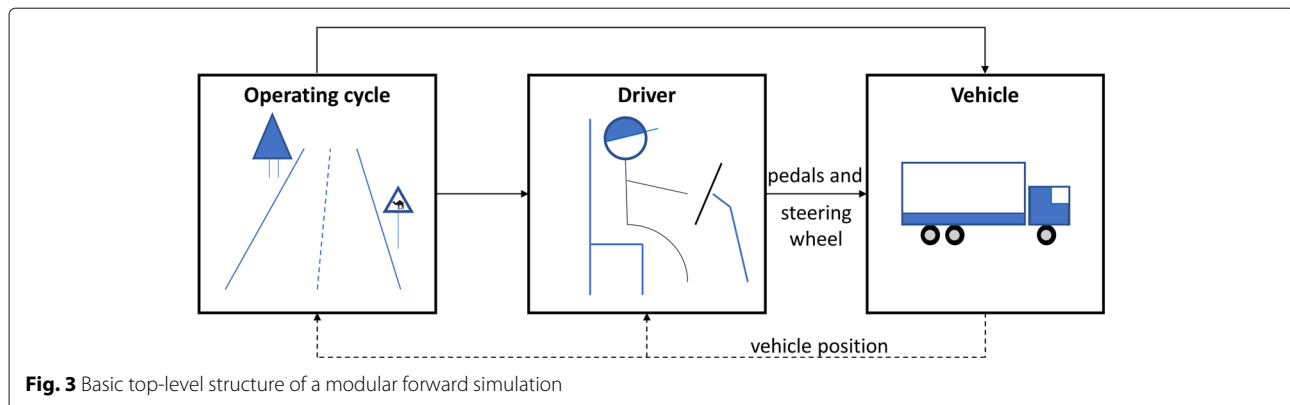 Operating cycle
Driver
Vehicle
pedals and
steering
wheel
vehicle position
Fig. 3 Basic top-level structure of a modular forward simulation